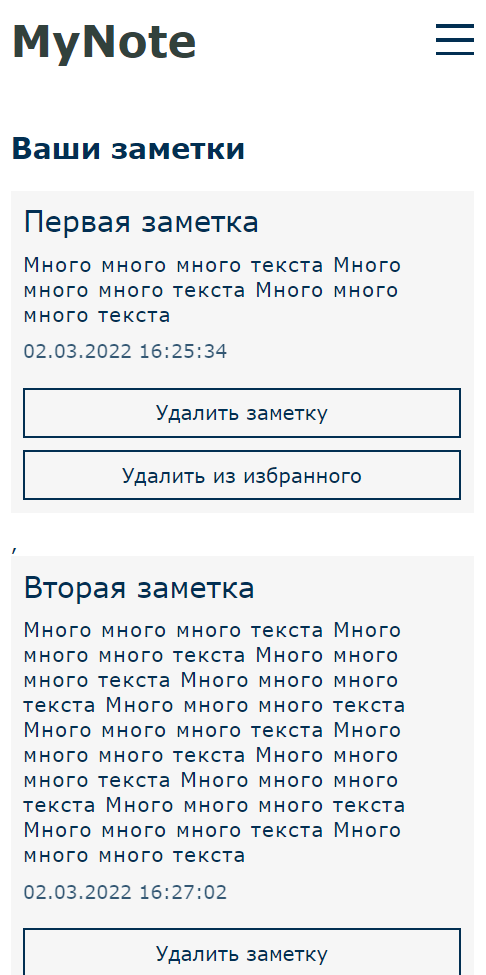 MyNote
Ваши заметки
Первая заметка
Много много много текста Много
много много текста Много много
много текста
02.03.2022 16:25:34
Удалить заметку
Удалить из избранного
,
Вторая заметка
Много много много текста Много
много много текста Много много
много текста Много много много
текста Много много много текста
Много много много текста Много
много много текста Много много
много текста Много много много
текста Много много много текста
Много много много текста Много
много много текста
02.03.2022 16:27:02
Удалить заметку